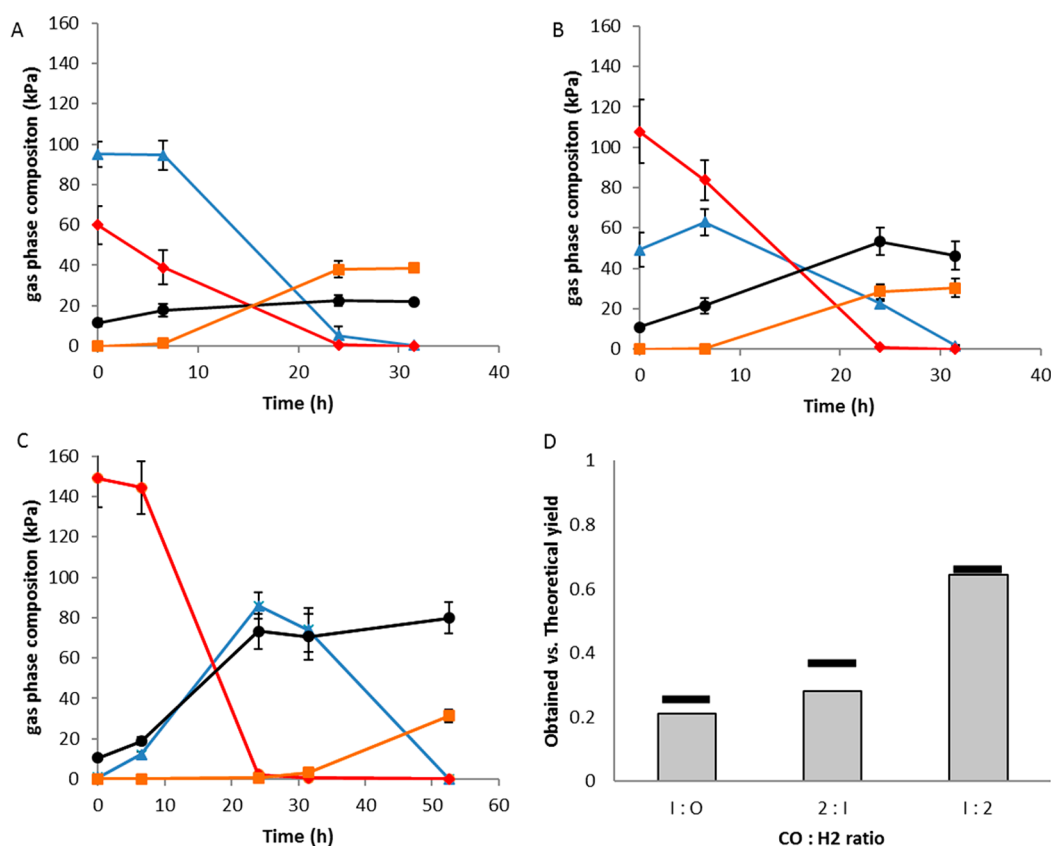 A
gas phase compositon (kPa)
160
140
120
100
80
60
40
20
0
0 10 20 30 40
Time (h)
B
gas phase compositon (kPa)
160
140
120
100
80
60
40
20
0
0 10 20 30 40
Time (h)
C
gas phase compositon (kPa)
160
140
120
100
80
60
40
20
0
0 10 20 30 40 50 60
Time (h)
D
Obtained vs. Theoretical yield
1
0.8
0.6
0.4
0.2
0
I : O 2 : I I : 2
CO : H2 ratio